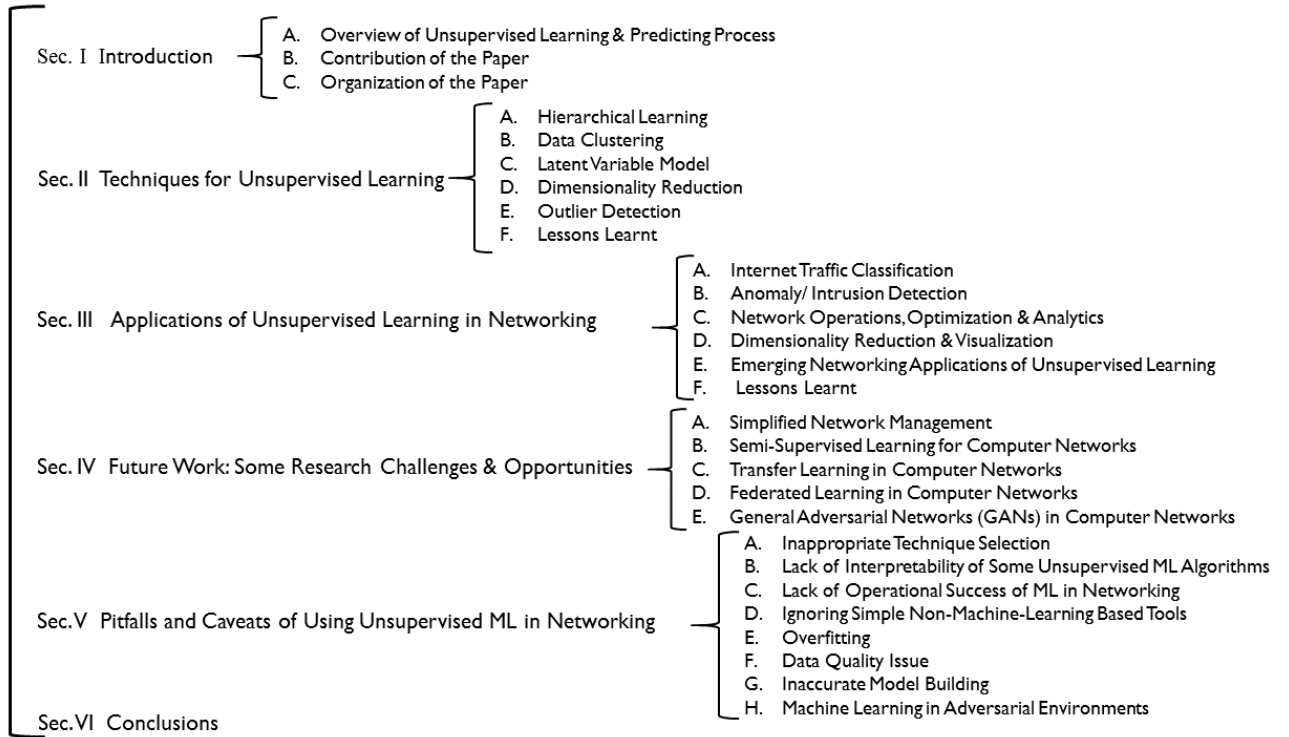 Sec. I Introduction
A. Overview of Unsupervised Learning & Predicting Process
B. Contribution of the Paper
C. Organization of the Paper
Sec. II Techniques for Unsupervised Learning
A. Hierarchical Learning
B. Data Clustering
C. Latent Variable Model
D. Dimensionality Reduction
E. Outlier Detection
F. Lessons Learnt
Sec. III Applications of Unsupervised Learning in Networking
A. Internet Traffic Classification
B. Anomaly/ Intrusion Detection
C. Network Operations, Optimization & Analytics
D. Dimensionality Reduction & Visualization
E. Emerging Networking Applications of Unsupervised Learning
F. Lessons Learnt
Sec. IV Future Work: Some Research Challenges & Opportunities
A. Simplified Network Management
B. Semi-Supervised Learning for Computer Networks
C. Transfer Learning in Computer Networks
D. Federated Learning in Computer Networks
E. General Adversarial Networks (GANs) in Computer Networks
Sec. V Pitfalls and Caveats of Using Unsupervised ML in Networking
A. Inappropriate Technique Selection
B. Lack of Interpretability of Some Unsupervised ML Algorithms
C. Lack of Operational Success of ML in Networking
D. Ignoring Simple Non-Machine-Learning Based Tools
E. Overfitting
F. Data Quality Issue
G. Inaccurate Model Building
H. Machine Learning in Adversarial Environments
Sec. VI Conclusions